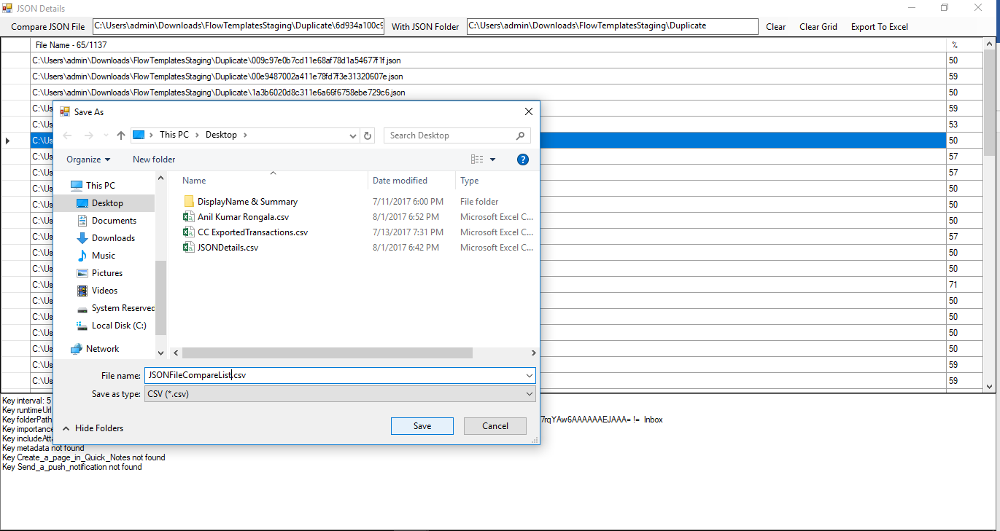 JSON Details
Compare JSON File C:\Users\admin\Downloads\FlowTemplatesStaging\Duplicate\6d934a100c9 With JSON Folder C:\Users\admin\Downloads\FlowTemplatesStaging\Duplicate Clear Clear Grid Export To Excel
File Name - 65/1137 %
C:\Users\admin\Downloads\FlowTemplatesStaging\Duplicate\009c97e0b7cd11e68af78d1a54677f1f.json 50
C:\Users\admin\Downloads\FlowTemplatesStaging\Duplicate\00e9487002a411e78fd7f3e31320607e.json 59
C:\Users\admin\Downloads\FlowTemplatesStaging\Duplicate\1a3b6020d8c311e6a66f6758ebe729c6.json 50
C:\Us 59
C:\Us 53
C:\Us 50
C:\Us 57
C:\Us 57
C:\Us 50
C:\Us 50
C:\Us 50
C:\Us 57
C:\Us 50
C:\Us 50
C:\Us 71
C:\Us 50
C:\Us 50
C:\Us 50
C:\Us 50
C:\Us 59
C:\Us 59
Save As
This PC > Desktop >
Search Desktop
Organize New folder
This PC
Desktop
Documents
Downloads
Music
Pictures
Videos
System Reserved
Local Disk (C:)
Network
Name Date modified Type
DisplayName & Summary 7/11/2017 6:00 PM File folder
Anil Kumar Rongala.csv 8/1/2017 6:52 PM Microsoft Excel C...
CC ExportedTransactions.csv 7/13/2017 7:31 PM Microsoft Excel C...
JSONDetails.csv 8/1/2017 6:42 PM Microsoft Excel C...
File name: JSONFileCompareList.csv
Save as type: CSV (*.csv)
Hide Folders Save Cancel
Key interval: 5
Key runtimeUrl
Key folderPath 7rqYAw6AAAAAAEJAAA= != Inbox
Key importance
Key includeAtta
Key metadata not found
Key Create_a_page_in_Quick_Notes not found
Key Send_a_push_notification not found